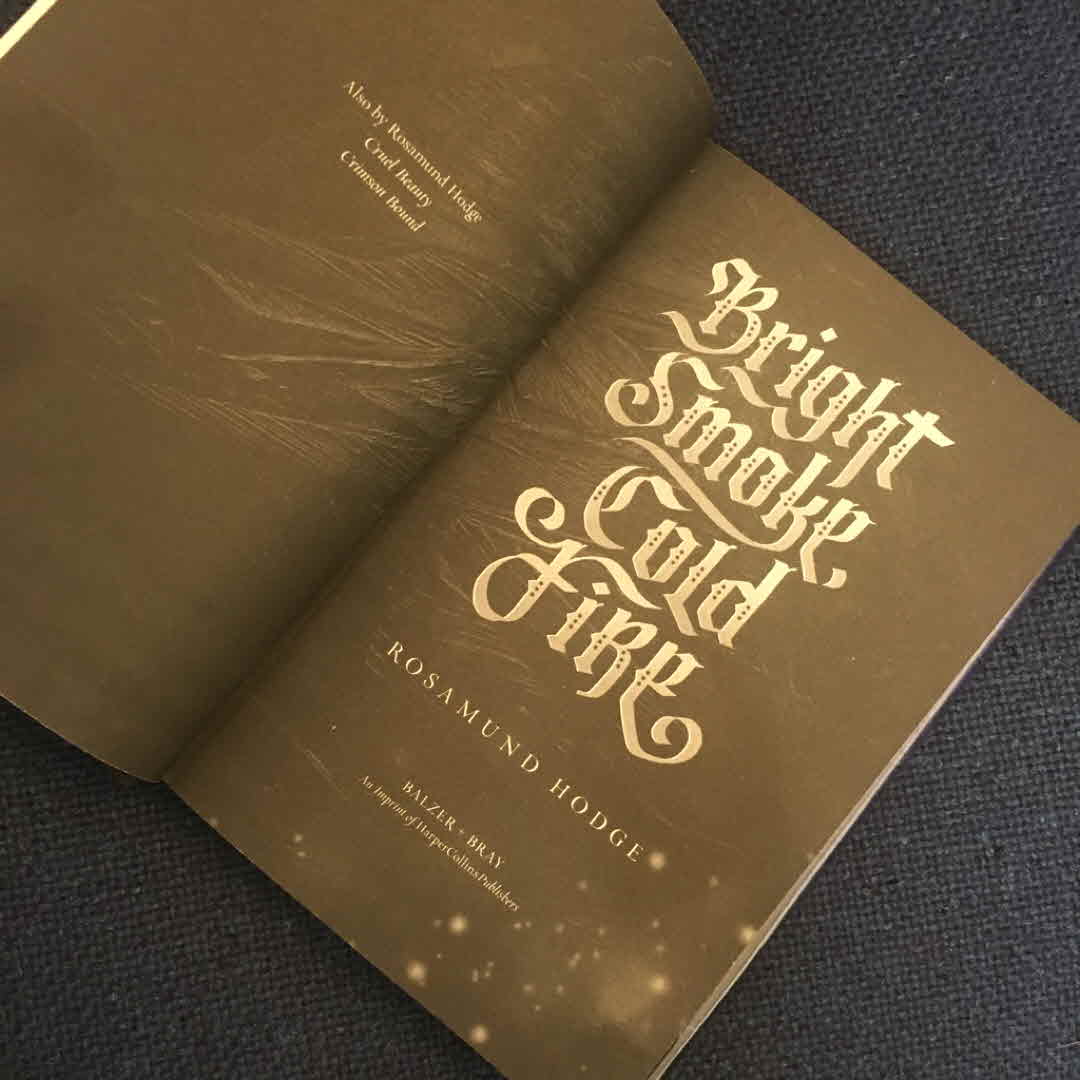 Also by Rosamund Hodge
Cruel Beauty
Crimson Bound
Bright
Smoke
Cold
Fire
ROSAMUND HODGE
BALZER + BRAY
An Imprint of HarperCollinsPublishers